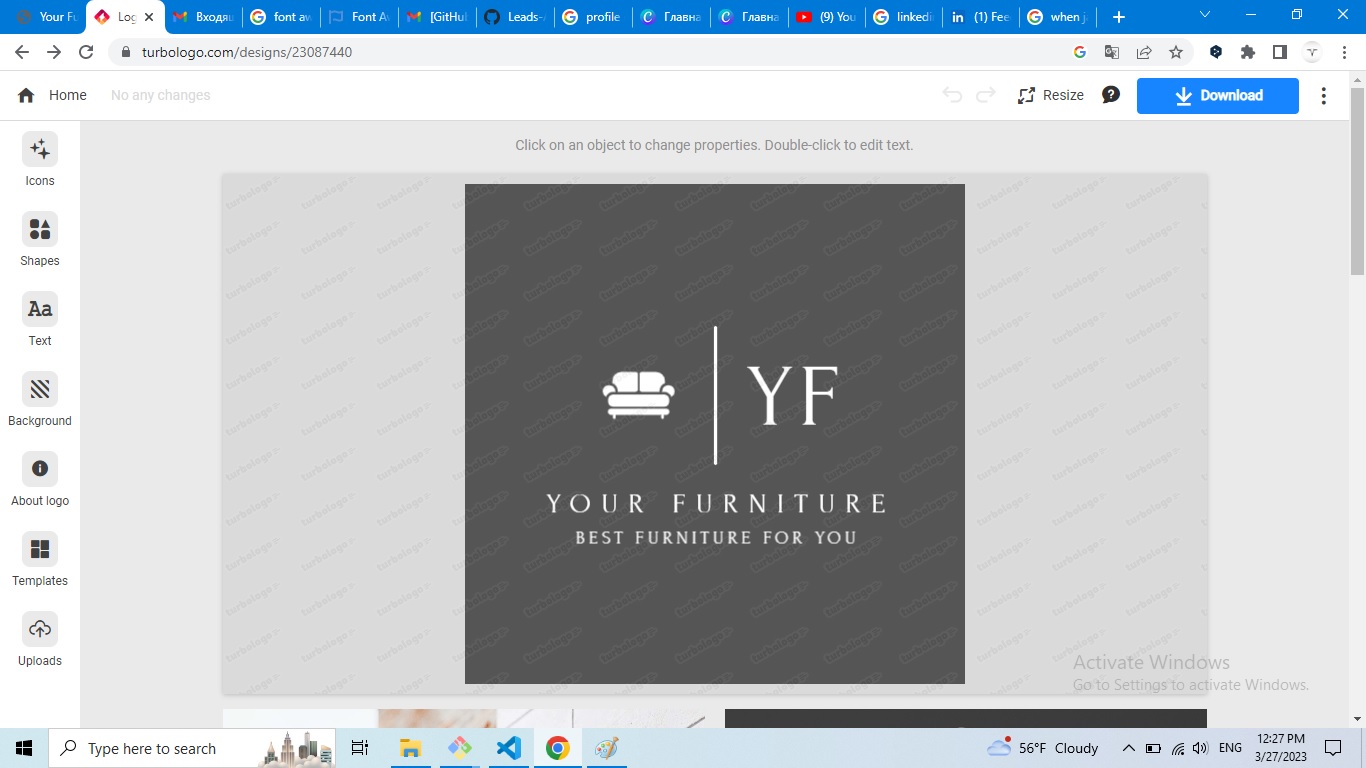 Your Fu
Log
Входящ
font aw
Font Av
[GitHub
Leads-A
profile
Главна
Главна
(9) You
linkedi
(1) Fee
when ja
turbologo.com/designs/23087440
Home
No any changes
Resize
Download
Click on an object to change properties. Double-click to edit text.
Icons
Shapes
Aa
Text
Background
About logo
Templates
Uploads
turbologo
YF
YOUR FURNITURE
BEST FURNITURE FOR YOU
Activate Windows
Go to Settings to activate Windows.
Type here to search
56°F Cloudy
ENG
12:27 PM
3/27/2023